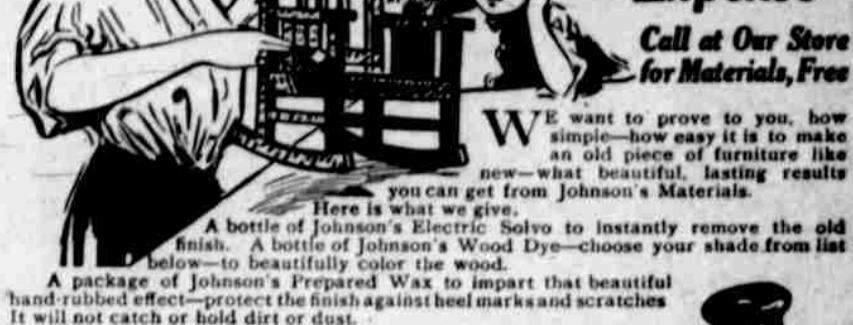 Call at Our Store
for Materials, Free
WE want to prove to you, how
simple—how easy it is to make
an old piece of furniture like
new—what beautiful, lasting results
you can get from Johnson's Materials.
Here is what we give.
A bottle of Johnson's Electric Solvo to instantly remove the old
finish. A bottle of Johnson's Wood Dye—choose your shade from list
below—to beautifully color the wood.
A package of Johnson's Prepared Wax to impart that beautiful
hand-rubbed effect—protect the finish against heel marks and scratches
It will not catch or hold dirt or dust.